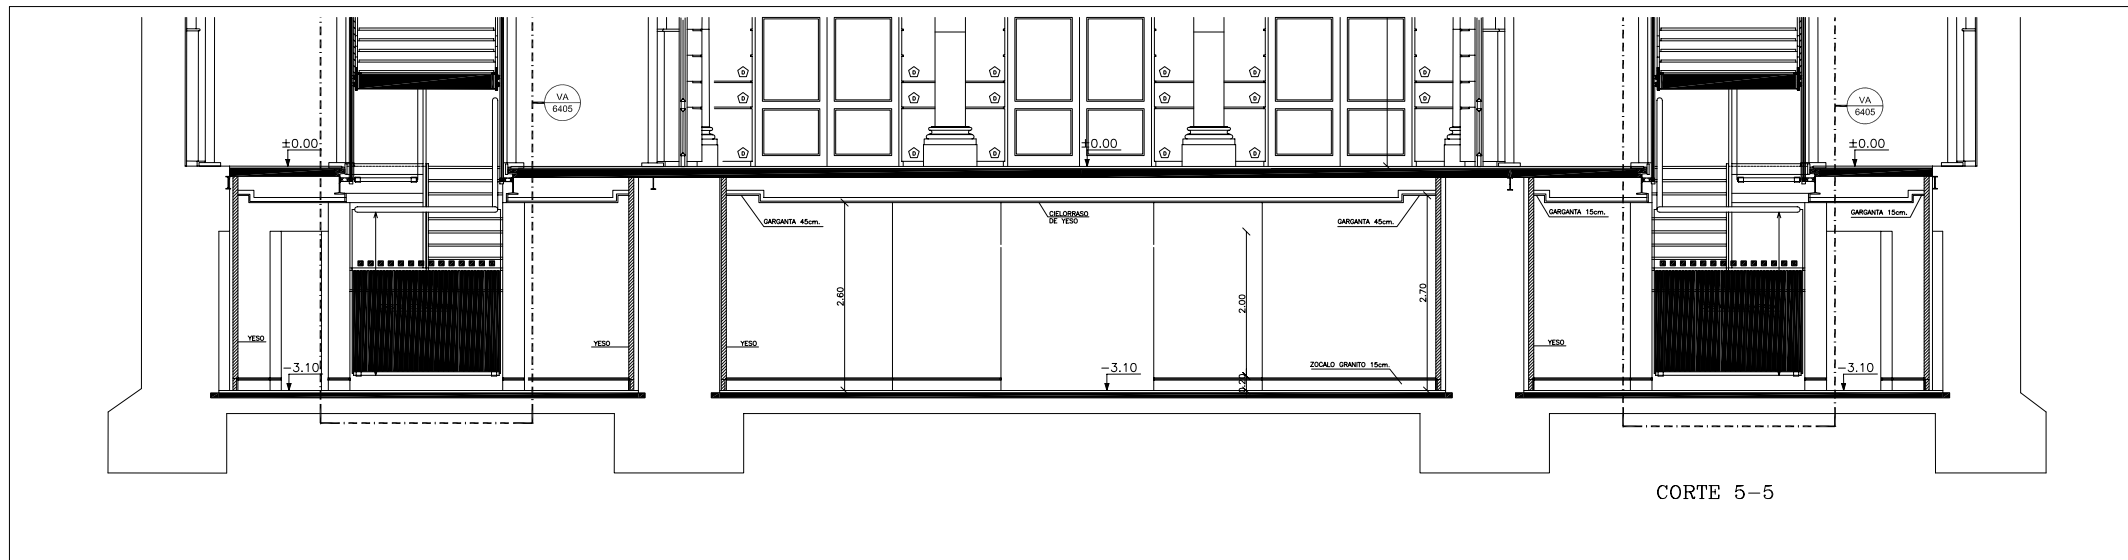 D D D D D
D D D D D
VA
6405
VA
6405
D D D D D
±0.00
±0.00
±0.00
GARGANTA 45cm.
CIELORRASO
DE YESO
GARGANTA 45cm.
GARGANTA 15cm.
GARGANTA 15cm.
2.60
2.00
2.70
YESO
YESO
YESO
YESO
ZOCALO GRANITO 15cm.
-3.10
-3.10
-3.10
0.20
CORTE 5-5